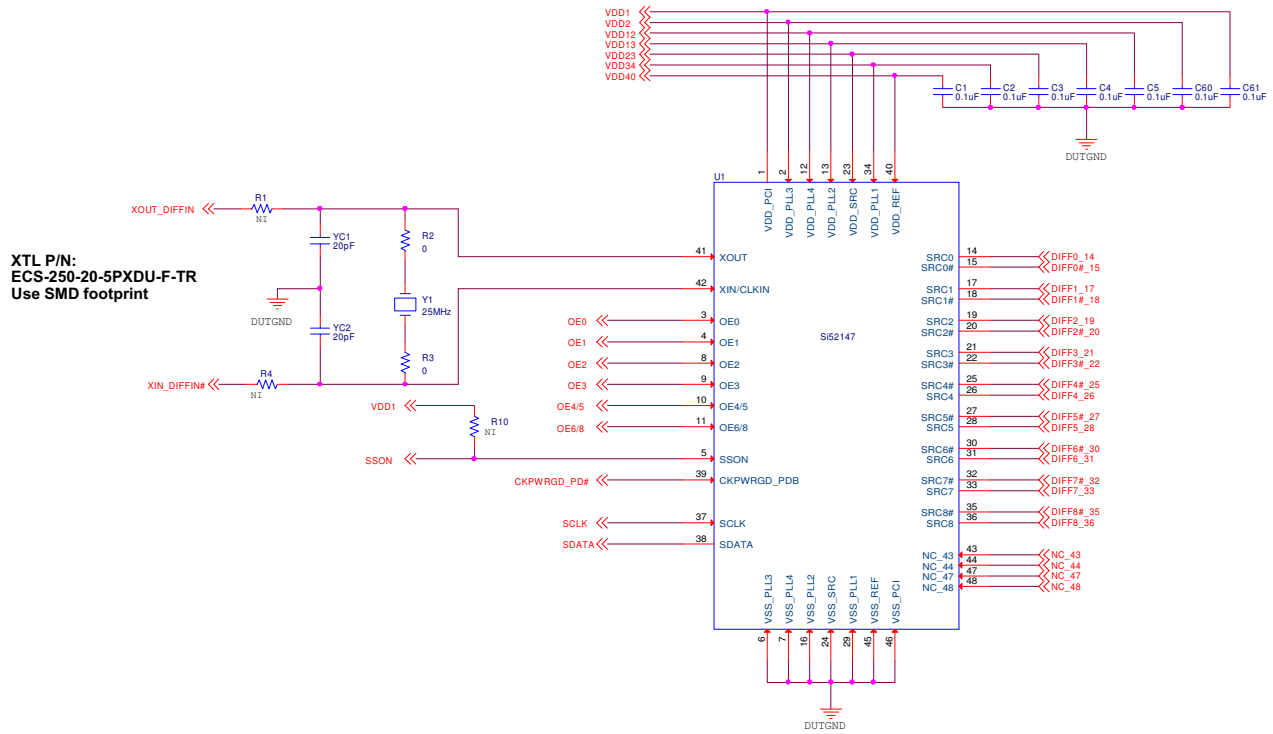 VDD1
VDD2
VDD12
VDD13
VDD23
VDD34
VDD40
C1
0.1uF
C2
0.1uF
C3
0.1uF
C4
0.1uF
C5
0.1uF
C60
0.1uF
C61
0.1uF
DUTGND
U1
1
2
12
13
23
34
40
VDD_PCI
VDD_PLL3
VDD_PLL4
VDD_PLL2
VDD_SRC
VDD_PLL1
VDD_REF
XTL P/N:
ECS-250-20-5PXDU-F-TR
Use SMD footprint
XOUT_DIFFIN
R1
NI
YC1
20pF
R2
0
DUTGND
Y1
25MHz
YC2
20pF
R3
0
XIN_DIFFIN#
R4
NI
41
XOUT
42
XIN/CLKIN
OE0
3
OE0
OE1
4
OE1
OE2
8
OE2
OE3
9
OE3
OE4/5
10
OE4/5
OE6/8
11
OE6/8
VDD1
R10
NI
SSON
5
SSON
CKPWRGD_PD#
39
CKPWRGD_PDB
SCLK
37
SCLK
SDATA
38
SDATA
Si52147
SRC0
14
DIFF0_14
SRC0#
15
DIFF0#_15
SRC1
17
DIFF1_17
SRC1#
18
DIFF1#_18
SRC2
19
DIFF2_19
SRC2#
20
DIFF2#_20
SRC3
21
DIFF3_21
SRC3#
22
DIFF3#_22
SRC4#
25
DIFF4#_25
SRC4
26
DIFF4_26
SRC5#
27
DIFF5#_27
SRC5
28
DIFF5_28
SRC6#
30
DIFF6#_30
SRC6
31
DIFF6_31
SRC7#
32
DIFF7#_32
SRC7
33
DIFF7_33
SRC8#
35
DIFF8#_35
SRC8
36
DIFF8_36
NC_43
43
NC_43
NC_44
44
NC_44
NC_47
47
NC_47
NC_48
48
NC_48
VSS_PLL3
VSS_PLL4
VSS_PLL2
VSS_SRC
VSS_PLL1
VSS_REF
VSS_PCI
6
7
16
24
29
45
46
DUTGND